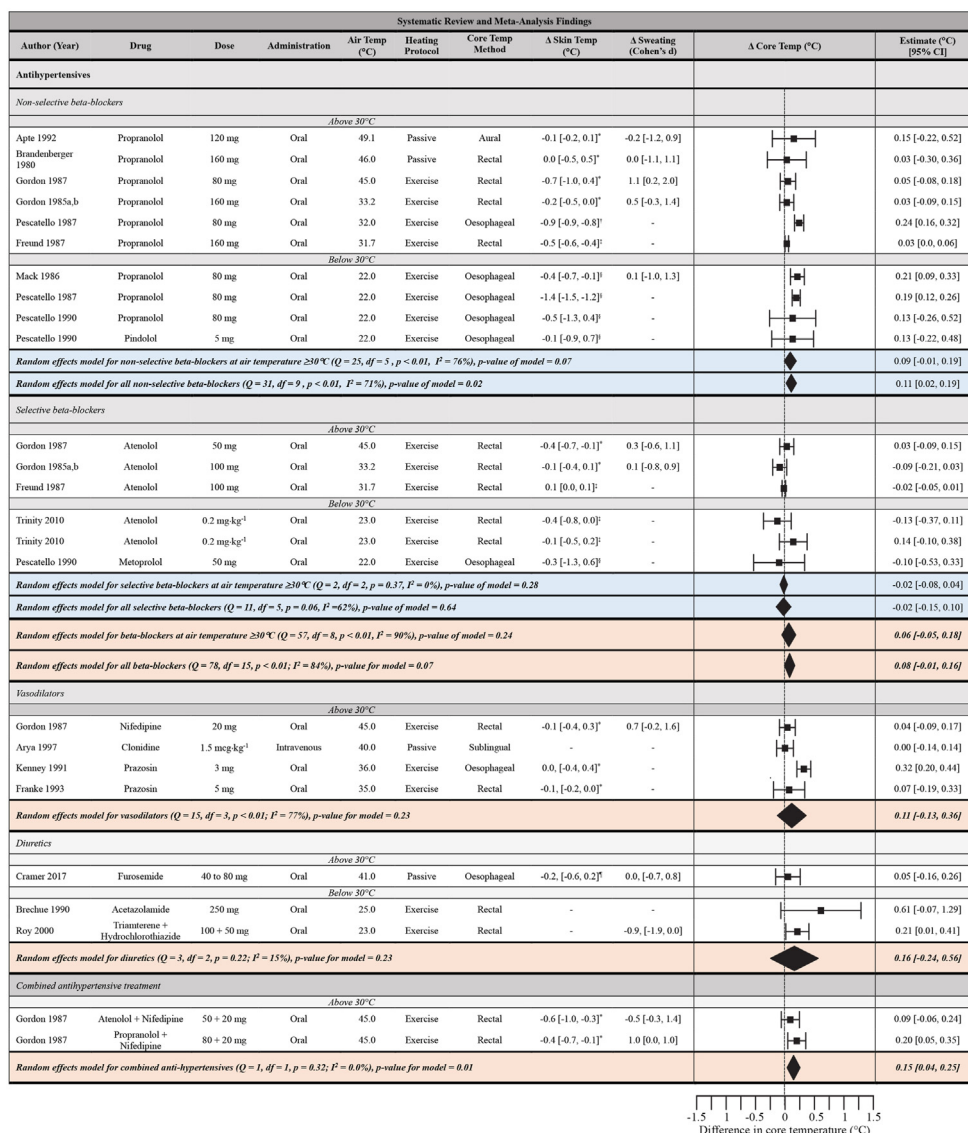 Systematic Review and Meta-Analysis Findings
Author (Year) Drug Dose Administration Air Temp (°C) Heating Protocol Core Temp Method Δ Skin Temp (°C) Δ Sweating (Cohen's d) Δ Core Temp (°C) Estimate (°C) [95% CI]
Antihypertensives
Non-selective beta-blockers
Above 30°C
Apte 1992 Propranolol 120 mg Oral 49.1 Passive Aural -0.1 [-0.2, 0.1]* -0.2 [-1.2, 0.9] 0.15 [-0.22, 0.52]
Brandenberger 1980 Propranolol 160 mg Oral 46.0 Passive Rectal 0.0 [-0.5, 0.5]* 0.0 [-1.1, 1.1] 0.03 [-0.30, 0.36]
Gordon 1987 Propranolol 80 mg Oral 45.0 Exercise Rectal -0.7 [-1.0, 0.4]* 1.1 [0.2, 2.0] 0.05 [-0.08, 0.18]
Gordon 1985a,b Propranolol 160 mg Oral 33.2 Exercise Rectal -0.2 [-0.5, 0.0]* 0.5 [-0.3, 1.4] 0.03 [-0.09, 0.15]
Pescatello 1987 Propranolol 80 mg Oral 32.0 Exercise Oesophageal -0.9 [-0.9, -0.8]† - 0.24 [0.16, 0.32]
Freund 1987 Propranolol 160 mg Oral 31.7 Exercise Rectal -0.5 [-0.6, -0.4]‡ - 0.03 [0.0, 0.06]
Below 30°C
Mack 1986 Propranolol 80 mg Oral 22.0 Exercise Oesophageal -0.4 [-0.7, -0.1]§ 0.1 [-1.0, 1.3] 0.21 [0.09, 0.33]
Pescatello 1987 Propranolol 80 mg Oral 22.0 Exercise Oesophageal -1.4 [-1.5, -1.2]§ - 0.19 [0.12, 0.26]
Pescatello 1990 Propranolol 80 mg Oral 22.0 Exercise Oesophageal -0.5 [-1.3, 0.4]§ - 0.13 [-0.26, 0.52]
Pescatello 1990 Pindolol 5 mg Oral 22.0 Exercise Oesophageal -0.1 [-0.9, 0.7]§ - 0.13 [-0.22, 0.48]
Random effects model for non-selective beta-blockers at air temperature ≥30°C (Q = 25, df = 5 , p < 0.01, I² = 76%), p-value of model = 0.07 0.09 [-0.01, 0.19]
Random effects model for all non-selective beta-blockers (Q = 31, df = 9 , p < 0.01, I² = 71%), p-value of model = 0.02 0.11 [0.02, 0.19]
Selective beta-blockers
Above 30°C
Gordon 1987 Atenolol 50 mg Oral 45.0 Exercise Rectal -0.4 [-0.7, -0.1]* 0.3 [-0.6, 1.1] 0.03 [-0.09, 0.15]
Gordon 1985a,b Atenolol 100 mg Oral 33.2 Exercise Rectal -0.1 [-0.4, 0.1]* 0.1 [-0.8, 0.9] -0.09 [-0.21, 0.03]
Freund 1987 Atenolol 100 mg Oral 31.7 Exercise Rectal 0.1 [0.0, 0.1]‡ - -0.02 [-0.05, 0.01]
Below 30°C
Trinity 2010 Atenolol 0.2 mg·kg⁻¹ Oral 23.0 Exercise Rectal -0.4 [-0.8, 0.0]‡ - -0.13 [-0.37, 0.11]
Trinity 2010 Atenolol 0.2 mg·kg⁻¹ Oral 23.0 Exercise Rectal -0.1 [-0.5, 0.2]‡ - 0.14 [-0.10, 0.38]
Pescatello 1990 Metoprolol 50 mg Oral 22.0 Exercise Oesophageal -0.3 [-1.3, 0.6]§ - -0.10 [-0.53, 0.33]
Random effects model for selective beta-blockers at air temperature ≥30°C (Q = 2, df = 2, p = 0.37, I² = 0%), p-value of model = 0.28 -0.02 [-0.08, 0.04]
Random effects model for all selective beta-blockers (Q = 11, df = 5, p = 0.06, I² =62%), p-value of model = 0.64 -0.02 [-0.15, 0.10]
Random effects model for beta-blockers at air temperature ≥30°C (Q = 57, df = 8, p < 0.01, I² = 90%), p-value of model = 0.24 0.06 [-0.05, 0.18]
Random effects model for all beta-blockers (Q = 78, df = 15, p < 0.01; I² = 84%), p-value for model = 0.07 0.08 [-0.01, 0.16]
Vasodilators
Above 30°C
Gordon 1987 Nifedipine 20 mg Oral 45.0 Exercise Rectal -0.1 [-0.4, 0.3]* 0.7 [-0.2, 1.6] 0.04 [-0.09, 0.17]
Arya 1997 Clonidine 1.5 mcg·kg⁻¹ Intravenous 40.0 Passive Sublingual - - 0.00 [-0.14, 0.14]
Kenney 1991 Prazosin 3 mg Oral 36.0 Exercise Oesophageal 0.0, [-0.4, 0.4]* - 0.32 [0.20, 0.44]
Franke 1993 Prazosin 5 mg Oral 35.0 Exercise Rectal -0.1, [-0.2, 0.0]* - 0.07 [-0.19, 0.33]
Random effects model for vasodilators (Q = 15, df = 3, p < 0.01; I² = 77%), p-value for model = 0.23 0.11 [-0.13, 0.36]
Diuretics
Above 30°C
Cramer 2017 Furosemide 40 to 80 mg Oral 41.0 Passive Oesophageal -0.2, [-0.6, 0.2]¶ 0.0, [-0.7, 0.8] 0.05 [-0.16, 0.26]
Below 30°C
Brechue 1990 Acetazolamide 250 mg Oral 25.0 Exercise Rectal - - 0.61 [-0.07, 1.29]
Roy 2000 Triamterene + Hydrochlorothiazide 100 + 50 mg Oral 23.0 Exercise Rectal - -0.9, [-1.9, 0.0] 0.21 [0.01, 0.41]
Random effects model for diuretics (Q = 3, df = 2, p = 0.22; I² = 15%), p-value for model = 0.23 0.16 [-0.24, 0.56]
Combined antihypertensive treatment
Above 30°C
Gordon 1987 Atenolol + Nifedipine 50 + 20 mg Oral 45.0 Exercise Rectal -0.6 [-1.0, -0.3]* -0.5 [-0.3, 1.4] 0.09 [-0.06, 0.24]
Gordon 1987 Propranolol + Nifedipine 80 + 20 mg Oral 45.0 Exercise Rectal -0.4 [-0.7, -0.1]* 1.0 [0.0, 1.0] 0.20 [0.05, 0.35]
Random effects model for combined anti-hypertensives (Q = 1, df = 1, p = 0.32; I² = 0.0%), p-value for model = 0.01 0.15 [0.04, 0.25]
-1.5 -1 -0.5 0 0.5 1 1.5
Difference in core temperature (°C)